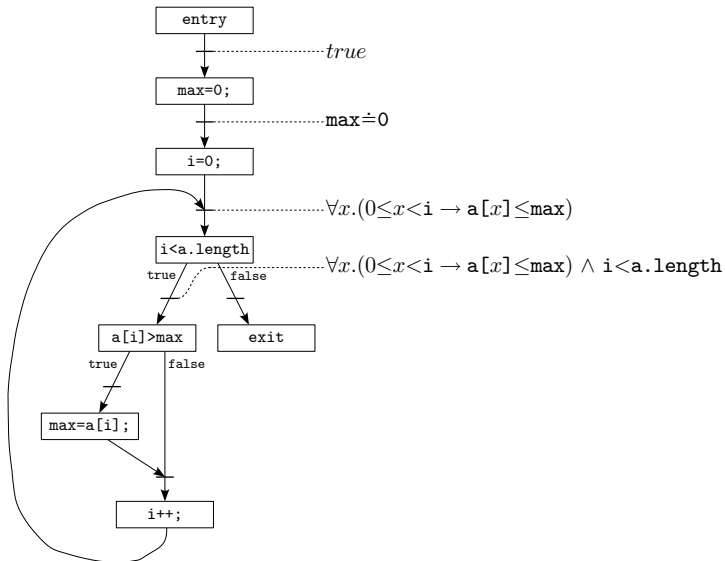 entry
true
max=0;
max≐0
i=0;
∀x.(0≤x<i → a[x]≤max)
i<a.length
∀x.(0≤x<i → a[x]≤max) ∧ i<a.length
true
false
a[i]>max
exit
true
false
max=a[i];
i++;